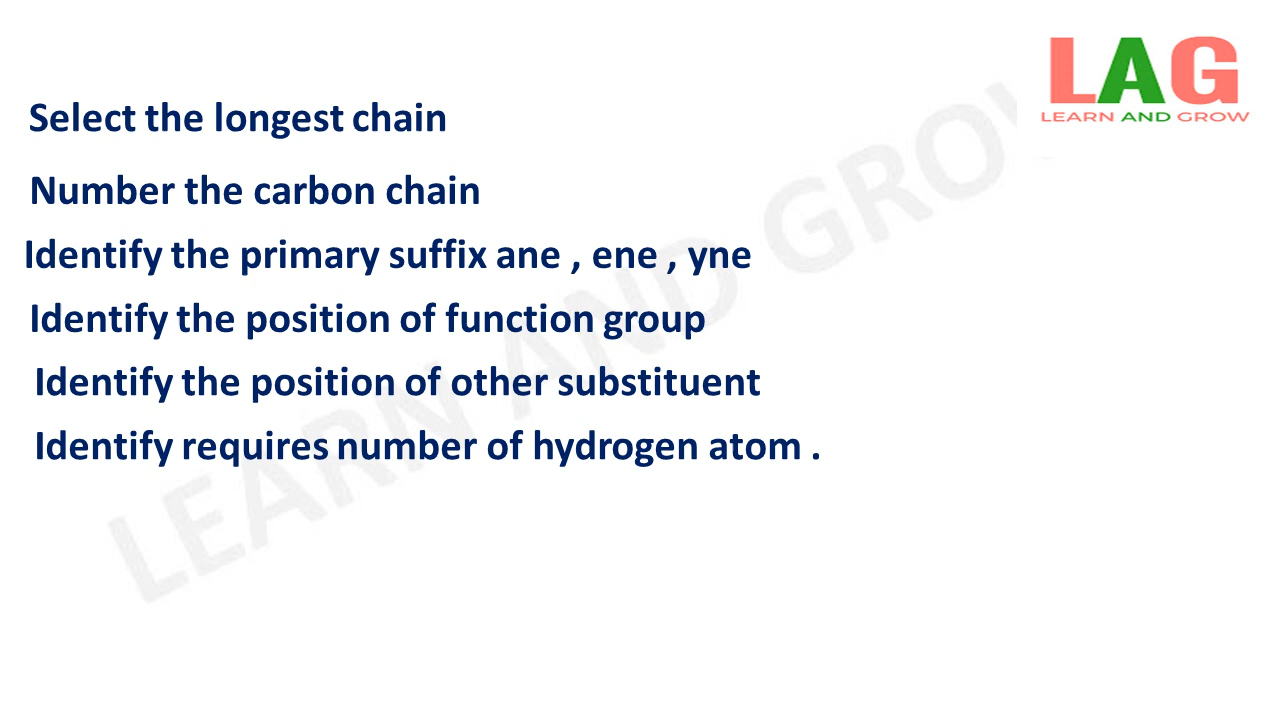 LAG
LEARN AND GROW
Select the longest chain
Number the carbon chain
Identify the primary suffix ane , ene , yne
Identify the position of function group
Identify the position of other substituent
Identify requires number of hydrogen atom .
LEARN AND GROW